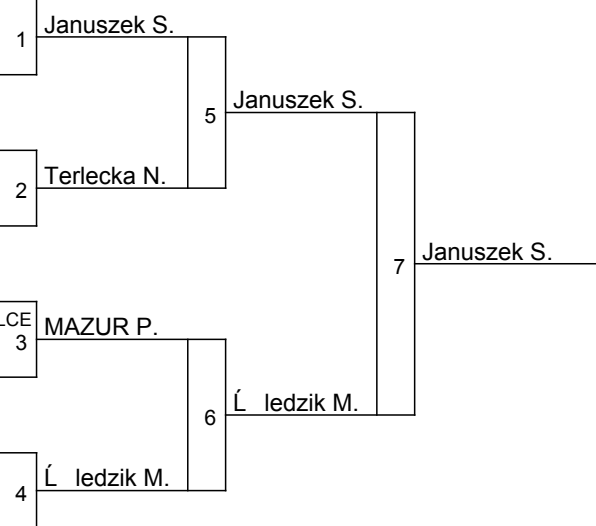 1 Januszek S.
5 Januszek S.
2 Terlecka N.
7 Januszek S.
LCE
3 MAZUR P.
6 Ĺ ledzik M.
4 Ĺ ledzik M.